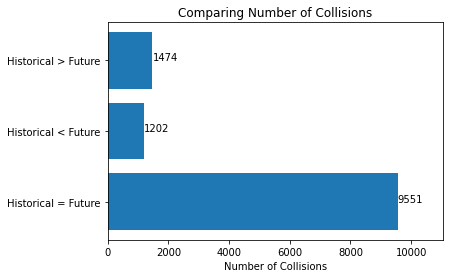 Comparing Number of Collisions
Historical > Future
1474
Historical < Future
1202
Historical = Future
9551
0 2000 4000 6000 8000 10000
Number of Collisions